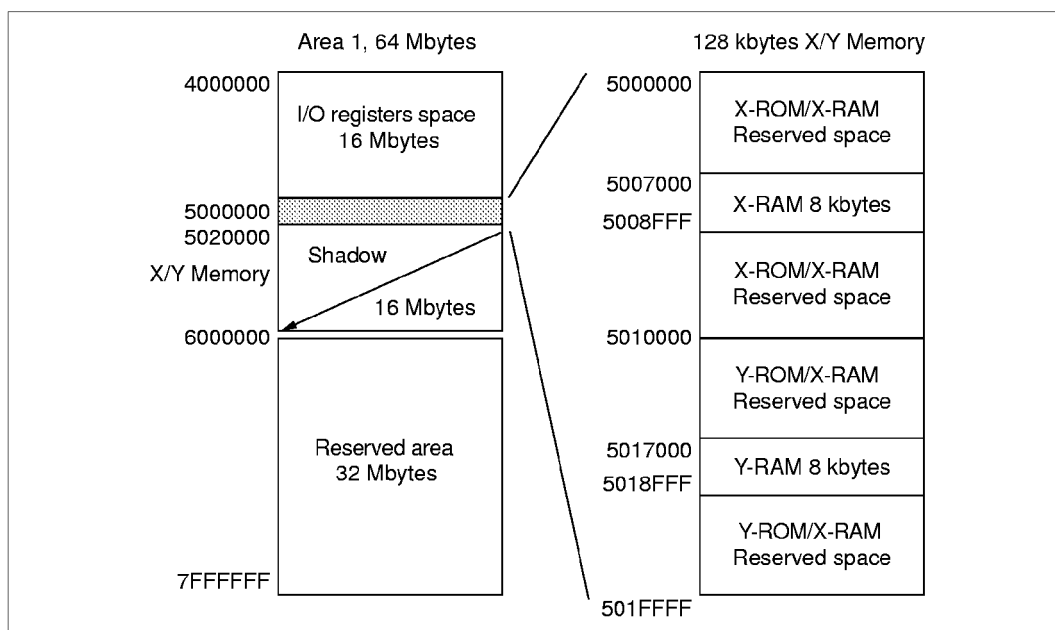 Area 1, 64 Mbytes
4000000
I/O registers space
16 Mbytes
5000000
5020000
X/Y Memory
Shadow
16 Mbytes
6000000
Reserved area
32 Mbytes
7FFFFFF
128 kbytes X/Y Memory
5000000
X-ROM/X-RAM
Reserved space
5007000
X-RAM 8 kbytes
5008FFF
X-ROM/X-RAM
Reserved space
5010000
Y-ROM/X-RAM
Reserved space
5017000
Y-RAM 8 kbytes
5018FFF
Y-ROM/X-RAM
Reserved space
501FFFF